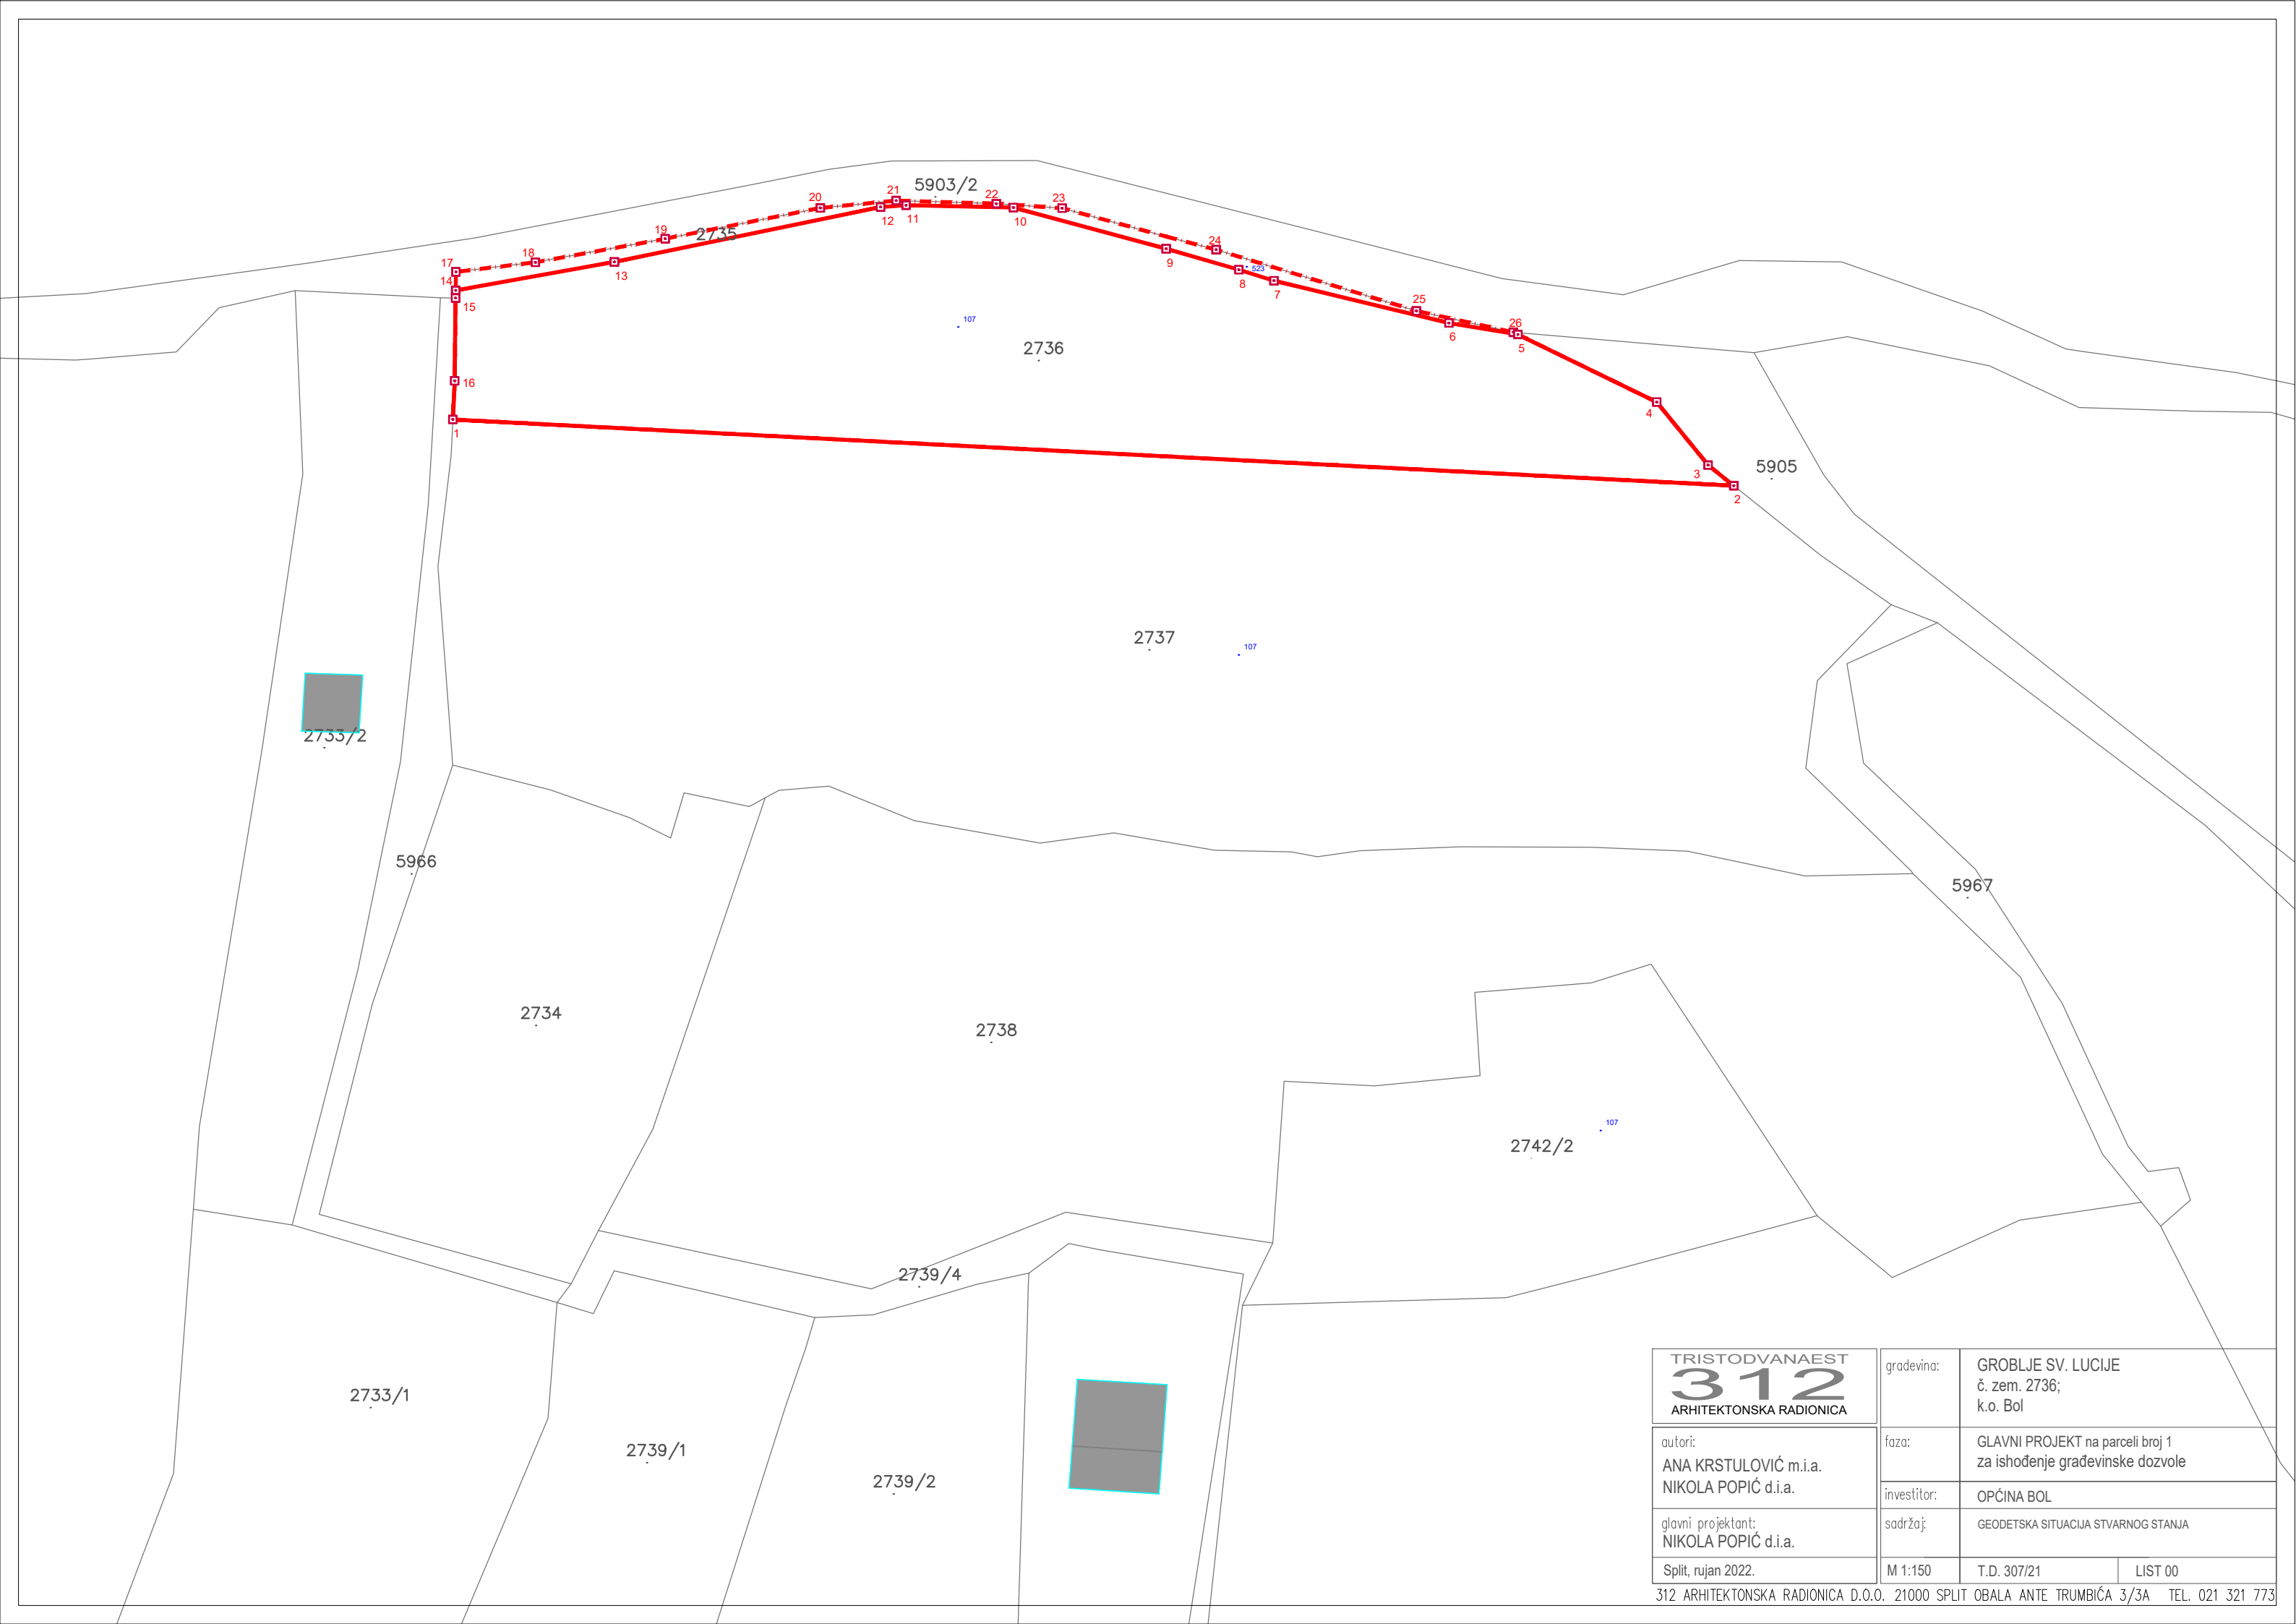 5903/2
21
22
23
20
12
11
10
19
2735
18
13
24
9
523
8
7
17
14
15
25
26
6
5
107
2736
16
1
4
3
2
5905
2737
107
2733/2
5966
5967
2734
2738
107
2742/2
2739/4
2733/1
2739/1
2739/2
TRISTODVANAEST
312
ARHITEKTONSKA RADIONICA
građevina:
GROBLJE SV. LUCIJE
č. zem. 2736;
k.o. Bol
autori:
ANA KRSTULOVIĆ m.i.a.
NIKOLA POPIĆ d.i.a.
faza:
GLAVNI PROJEKT na parceli broj 1
za ishođenje građevinske dozvole
investitor:
OPĆINA BOL
glavni projektant:
NIKOLA POPIĆ d.i.a.
sadržaj:
GEODETSKA SITUACIJA STVARNOG STANJA
Split, rujan 2022.
M 1:150
T.D. 307/21
LIST 00
312 ARHITEKTONSKA RADIONICA D.O.O. 21000 SPLIT OBALA ANTE TRUMBIĆA 3/3A TEL. 021 321 773